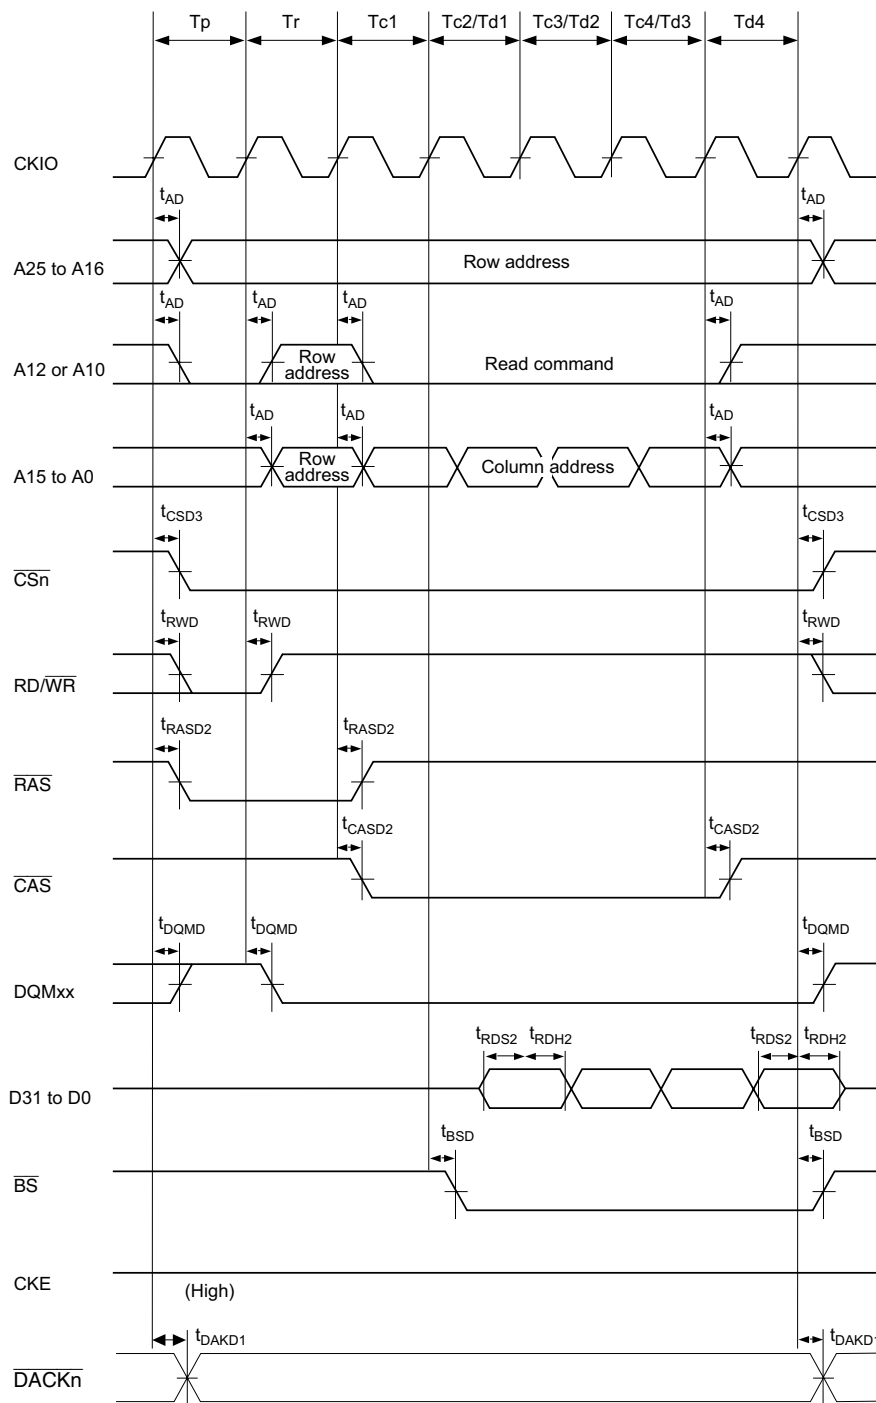 Tp Tr Tc1 Tc2/Td1 Tc3/Td2 Tc4/Td3 Td4
CKIO
tAD tAD
A25 to A16 Row address
tAD tAD tAD tAD
A12 or A10 Row address Read command
tAD tAD tAD
A15 to A0 Row address Column address
tCSD3 tCSD3
CSn
tRWD tRWD tRWD
RD/WR
tRASD2 tRASD2
RAS
tCASD2 tCASD2
CAS
tDQMD tDQMD tDQMD
DQMxx
tRDS2 tRDH2 tRDS2 tRDH2
D31 to D0
tBSD tBSD
BS
CKE
(High)
tDAKD1 tDAKD1
DACKn